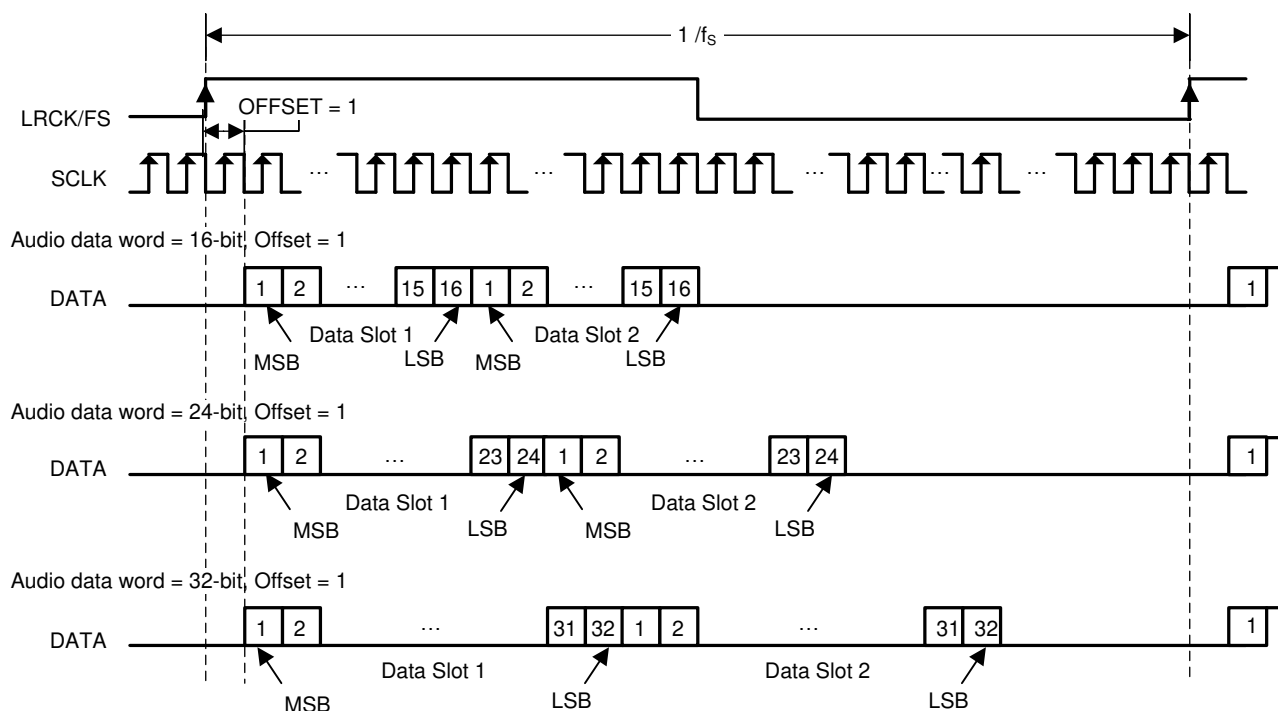 1 /fS
LRCK/FS
OFFSET = 1
SCLK
… … … … …
Audio data word = 16-bit, Offset = 1
DATA 1 2 … 15 16 1 2 … 15 16 1
Data Slot 1 Data Slot 2
MSB LSB MSB LSB
Audio data word = 24-bit, Offset = 1
DATA 1 2 … 23 24 1 2 … 23 24 1
Data Slot 1 Data Slot 2
MSB LSB MSB LSB
Audio data word = 32-bit, Offset = 1
DATA 1 2 … 31 32 1 2 … 31 32 1
Data Slot 1 Data Slot 2
MSB LSB LSB